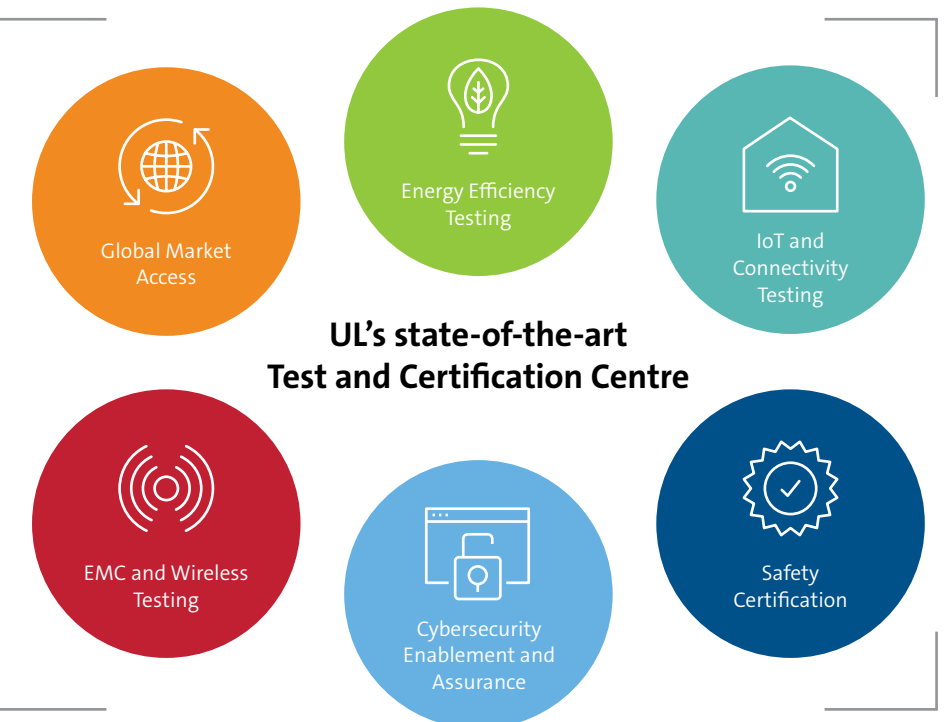 Energy Efficiency
Testing
Global Market
Access
IoT and
Connectivity
Testing
UL's state-of-the-art
Test and Certification Centre
EMC and Wireless
Testing
Cybersecurity
Enablement and
Assurance
Safety
Certification